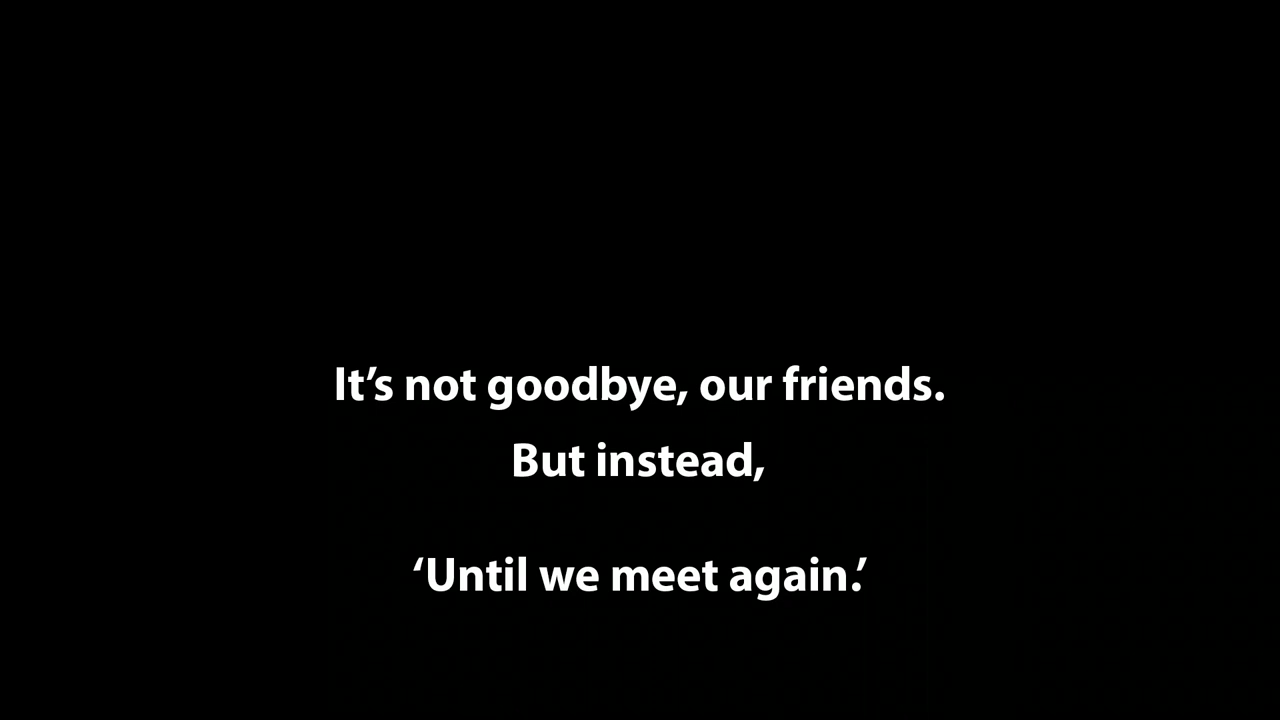 It’s not goodbye, our friends.
But instead,
‘Until we meet again.’